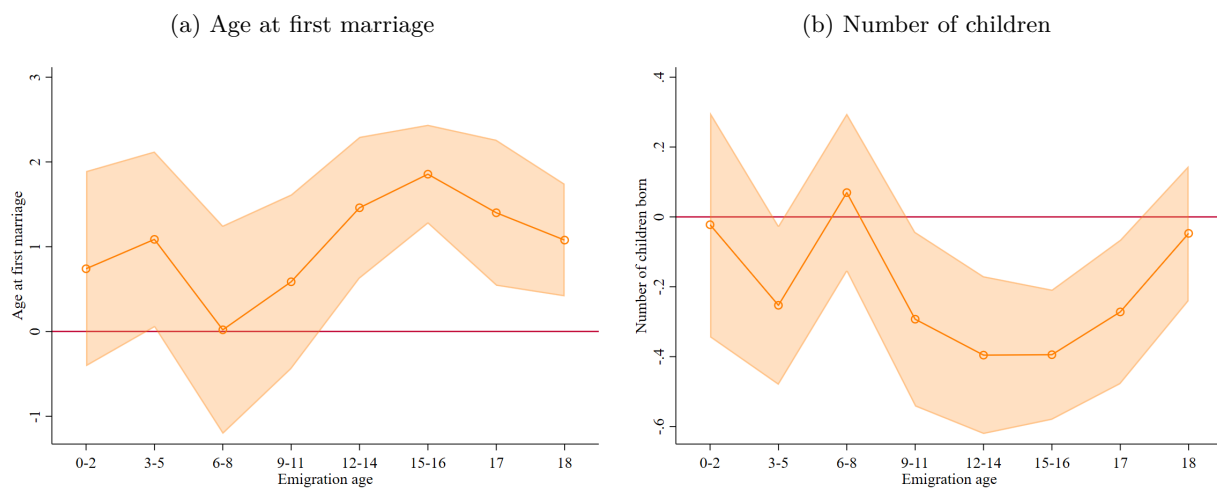 (a) Age at first marriage
3
2
1
0
-1
Age at first marriage
0-2 3-5 6-8 9-11 12-14 15-16 17 18
Emigration age
(b) Number of children
.4
.2
0
-.2
-.4
-.6
Number of children born
0-2 3-5 6-8 9-11 12-14 15-16 17 18
Emigration age